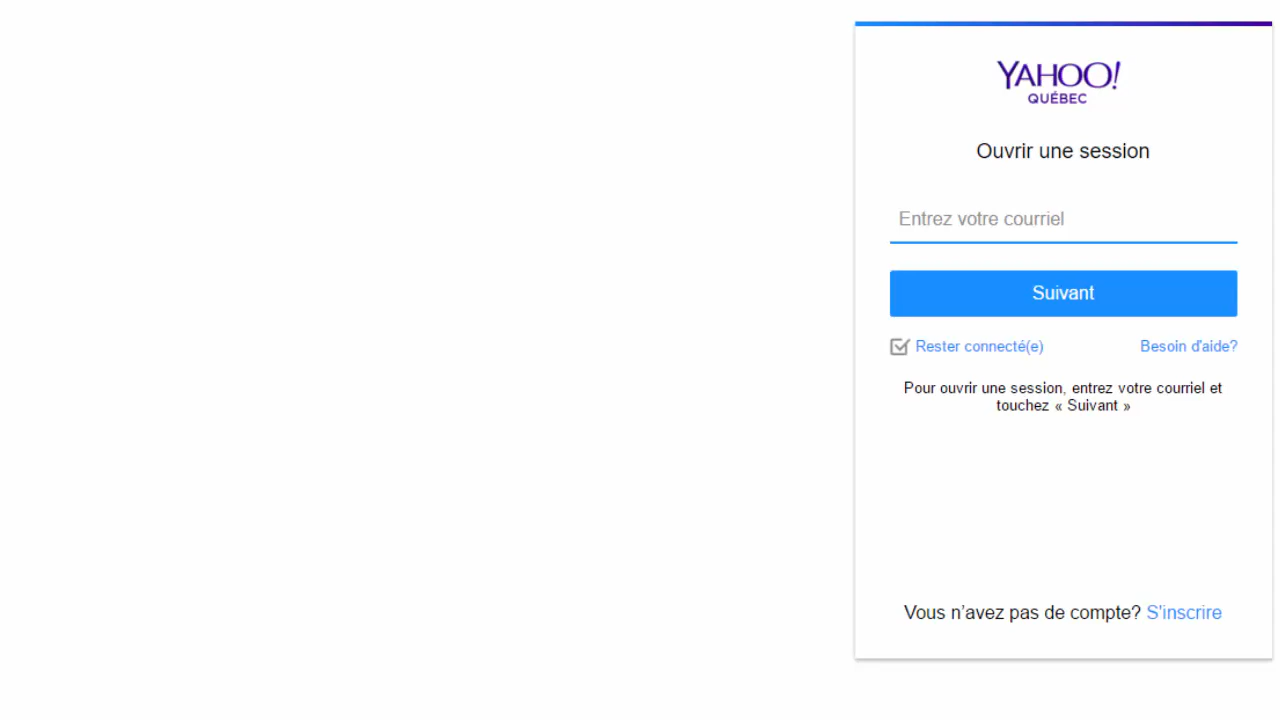 YAHOO!
QUÉBEC
Ouvrir une session
Entrez votre courriel
Suivant
Rester connecté(e) Besoin d'aide?
Pour ouvrir une session, entrez votre courriel et
touchez « Suivant »
Vous n’avez pas de compte? S'inscrire